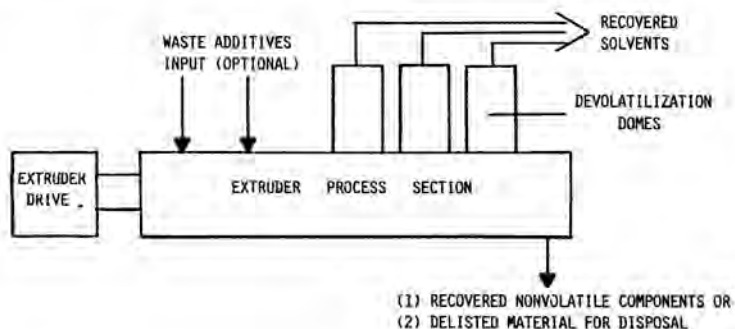 WASTE ADDITIVES
INPUT (OPTIONAL)
RECOVERED
SOLVENTS
DEVOLATILIZATION
DOMES
EXTRUDER
DRIVE
EXTRUDER PROCESS SECTION
(1) RECOVERED NONVOLATILE COMPONENTS OR
(2) DELISTED MATERIAL FOR DISPOSAL